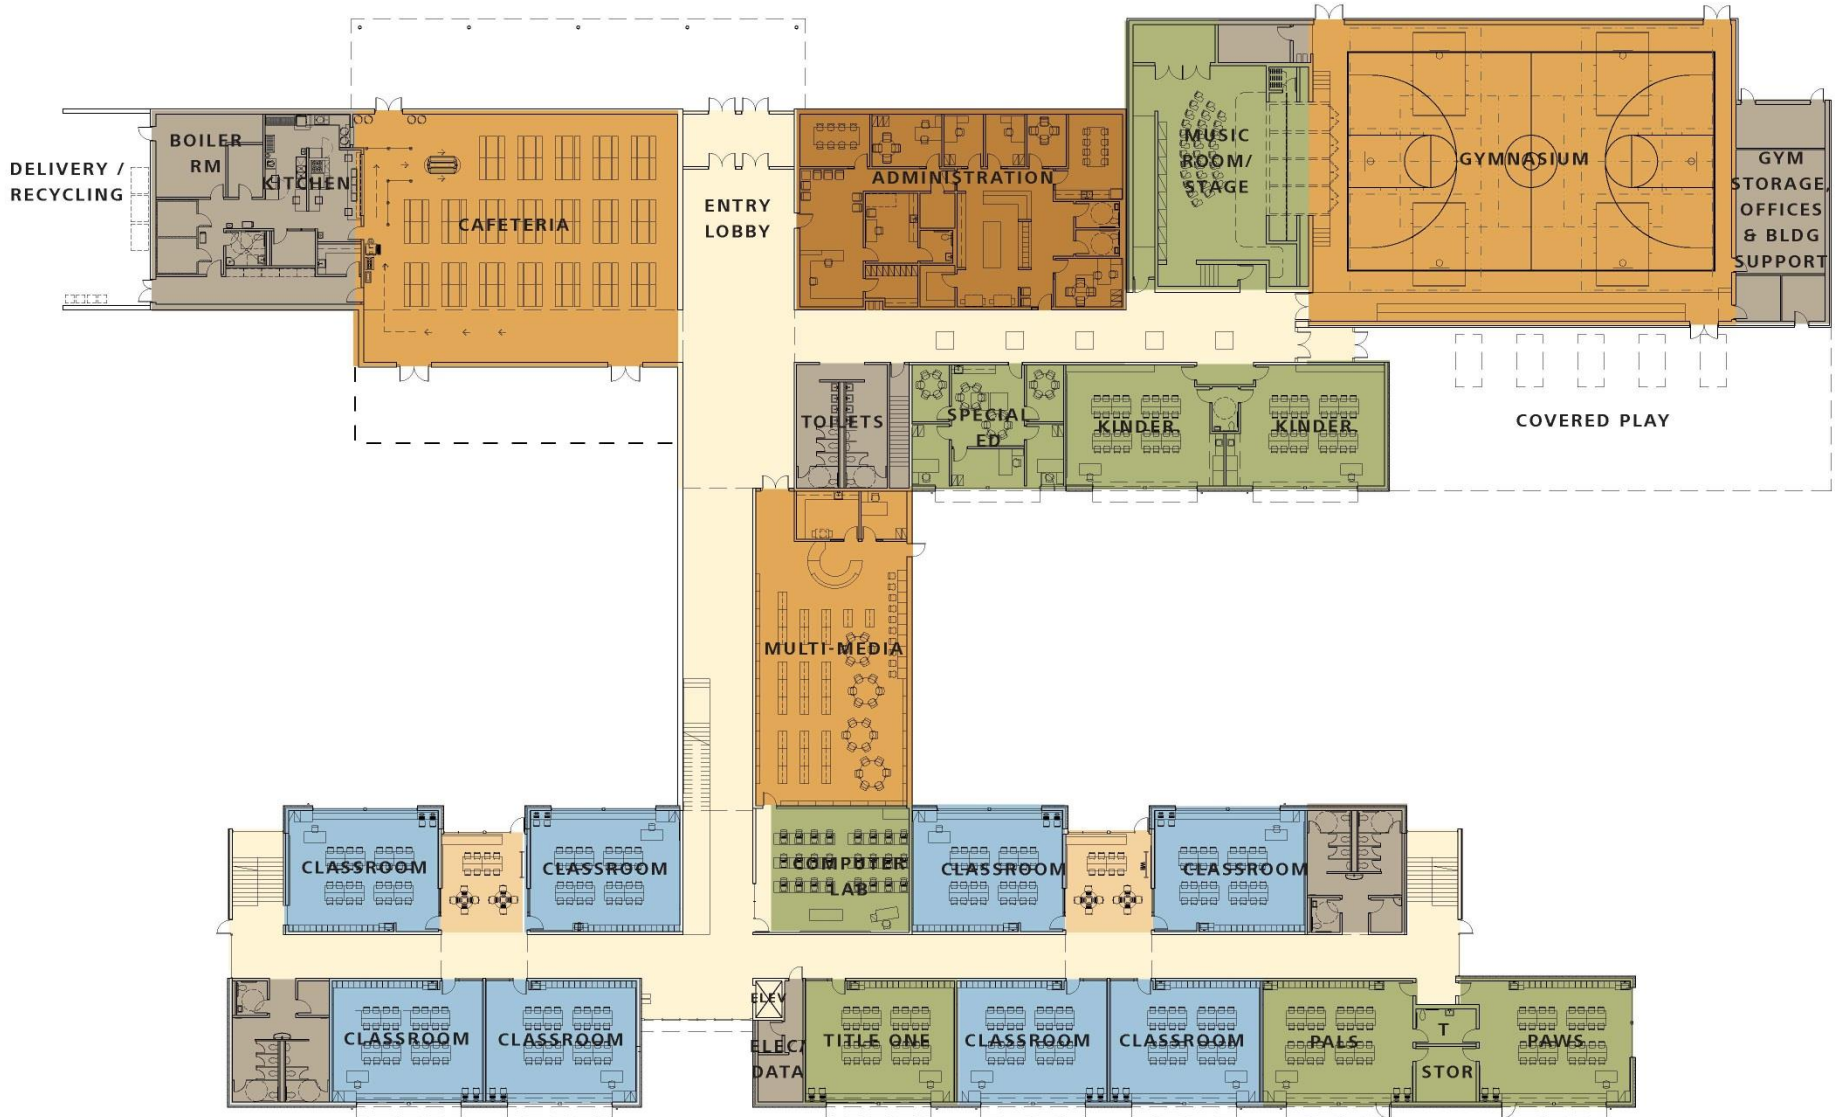 BOILER
RM
DELIVERY /
RECYCLING
KITCHEN
CAFETERIA
ENTRY
LOBBY
ADMINISTRATION
MUSIC
ROOM/
STAGE
GYMNASIUM
GYM
STORAGE,
OFFICES
& BLDG
SUPPORT
TOILETS
SPECIAL
ED
KINDER
KINDER
COVERED PLAY
MULTI-MEDIA
CLASSROOM
CLASSROOM
COMPUTER
LAB
CLASSROOM
CLASSROOM
CLASSROOM
CLASSROOM
ELEV
ELEC/
DATA
TITLE ONE
CLASSROOM
CLASSROOM
PALS
T
STOR
PAWS